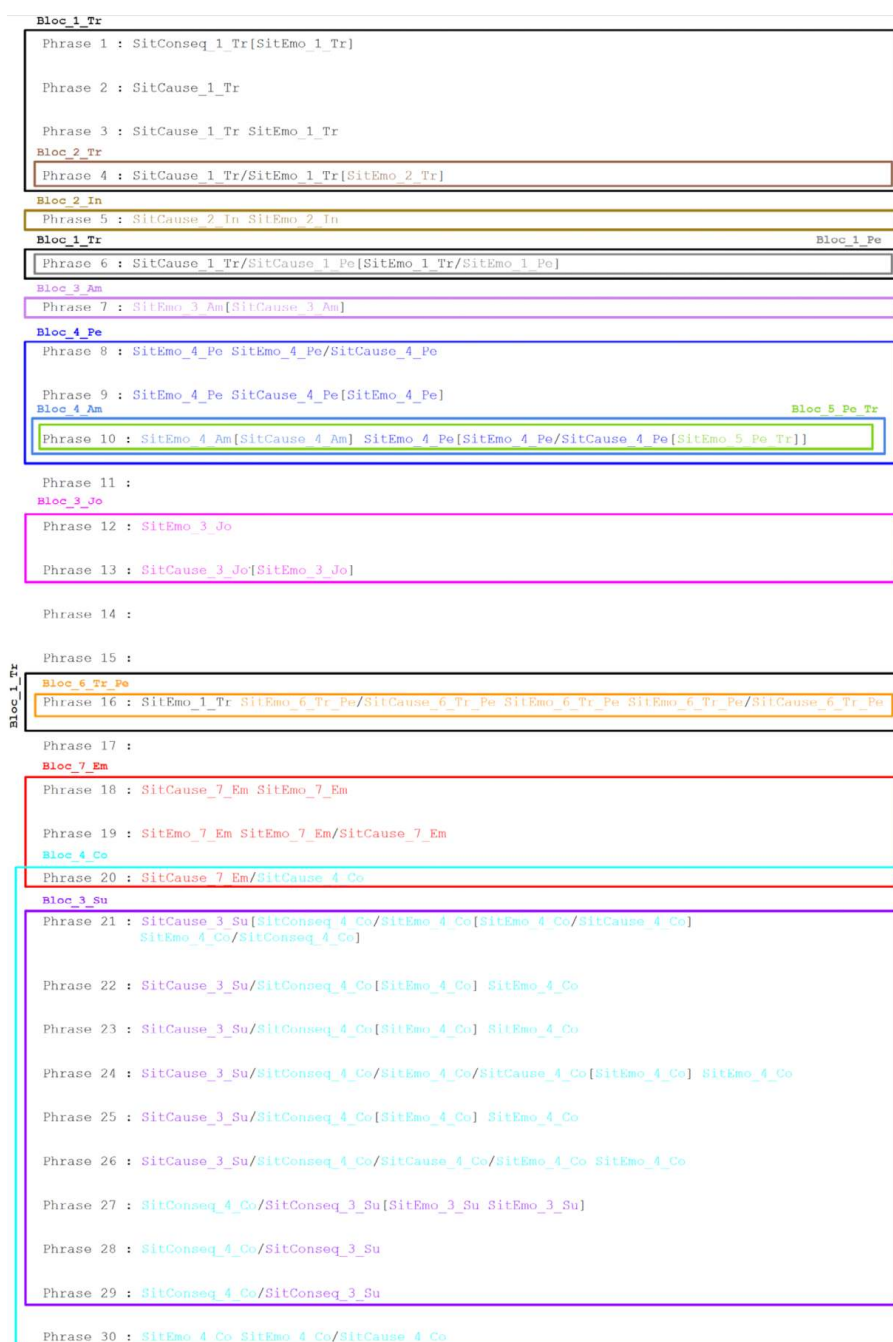 Bloc_1_Tr
Phrase 1 : SitConseq_1_Tr[SitEmo_1_Tr]
Phrase 2 : SitCause_1_Tr
Phrase 3 : SitCause_1_Tr SitEmo_1_Tr
Bloc_2_Tr
Phrase 4 : SitCause_1_Tr/SitEmo_1_Tr[SitEmo_2_Tr]
Bloc_2_In
Phrase 5 : SitCause_2_In SitEmo_2_In
Bloc_1_Tr Bloc_1_Pe
Phrase 6 : SitCause_1_Tr/SitCause_1_Pe[SitEmo_1_Tr/SitEmo_1_Pe]
Bloc_3_Am
Phrase 7 : SitEmo_3_Am[SitCause_3_Am]
Bloc_4_Pe
Phrase 8 : SitEmo_4_Pe SitEmo_4_Pe/SitCause_4_Pe
Phrase 9 : SitEmo_4_Pe SitCause_4_Pe[SitEmo_4_Pe]
Bloc_4_Am Bloc_5_Pe_Tr
Phrase 10 : SitEmo_4_Am[SitCause_4_Am] SitEmo_4_Pe[SitEmo_4_Pe/SitCause_4_Pe[SitEmo_5_Pe_Tr]]
Phrase 11 :
Bloc_3_Jo
Phrase 12 : SitEmo_3_Jo
Phrase 13 : SitCause_3_Jo[SitEmo_3_Jo]
Phrase 14 :
Phrase 15 :
Bloc_1_Tr
Bloc_6_Tr_Pe
Phrase 16 : SitEmo_1_Tr SitEmo_6_Tr_Pe/SitCause_6_Tr_Pe SitEmo_6_Tr_Pe SitEmo_6_Tr_Pe/SitCause_6_Tr_Pe
Phrase 17 :
Bloc_7_Em
Phrase 18 : SitCause_7_Em SitEmo_7_Em
Phrase 19 : SitEmo_7_Em SitEmo_7_Em/SitCause_7_Em
Bloc_4_Co
Phrase 20 : SitCause_7_Em/SitCause_4_Co
Bloc_3_Su
Phrase 21 : SitCause_3_Su[SitConseq_4_Co/SitEmo_4_Co[SitEmo_4_Co/SitCause_4_Co]
SitEmo_4_Co/SitConseq_4_Co]
Phrase 22 : SitCause_3_Su/SitConseq_4_Co[SitEmo_4_Co] SitEmo_4_Co
Phrase 23 : SitCause_3_Su/SitConseq_4_Co[SitEmo_4_Co] SitEmo_4_Co
Phrase 24 : SitCause_3_Su/SitConseq_4_Co/SitEmo_4_Co/SitCause_4_Co[SitEmo_4_Co] SitEmo_4_Co
Phrase 25 : SitCause_3_Su/SitConseq_4_Co[SitEmo_4_Co] SitEmo_4_Co
Phrase 26 : SitCause_3_Su/SitConseq_4_Co/SitCause_4_Co/SitEmo_4_Co SitEmo_4_Co
Phrase 27 : SitConseq_4_Co/SitConseq_3_Su[SitEmo_3_Su SitEmo_3_Su]
Phrase 28 : SitConseq_4_Co/SitConseq_3_Su
Phrase 29 : SitConseq_4_Co/SitConseq_3_Su
Phrase 30 : SitEmo_4_Co SitEmo_4_Co/SitCause_4_Co